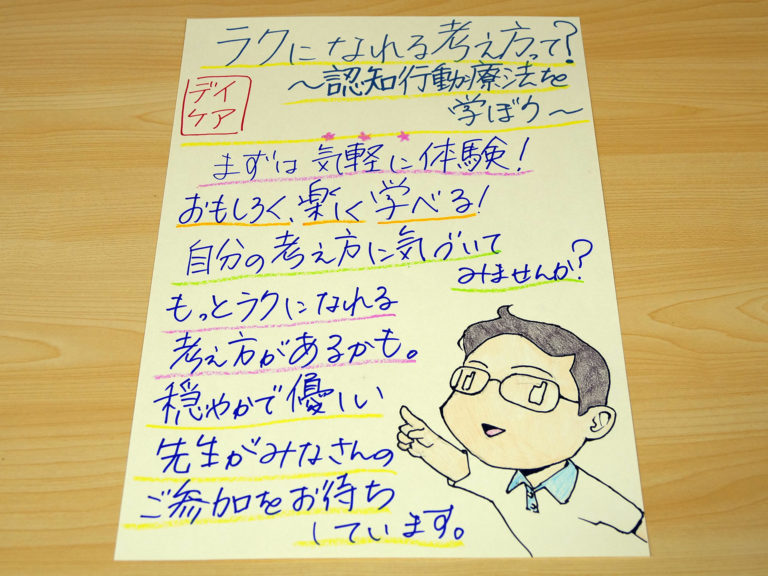 ラクになれる考え方って?
～認知行動療法を
学ぼう～
デイ
ケア
まずは気軽に体験!
おもしろく、楽しく学べる!
自分の考え方に気づいて
みませんか?
もっとラクになれる
考え方があるかも。
穏やかで優しい
先生がみなさんの
ご参加をお待ち
しています。